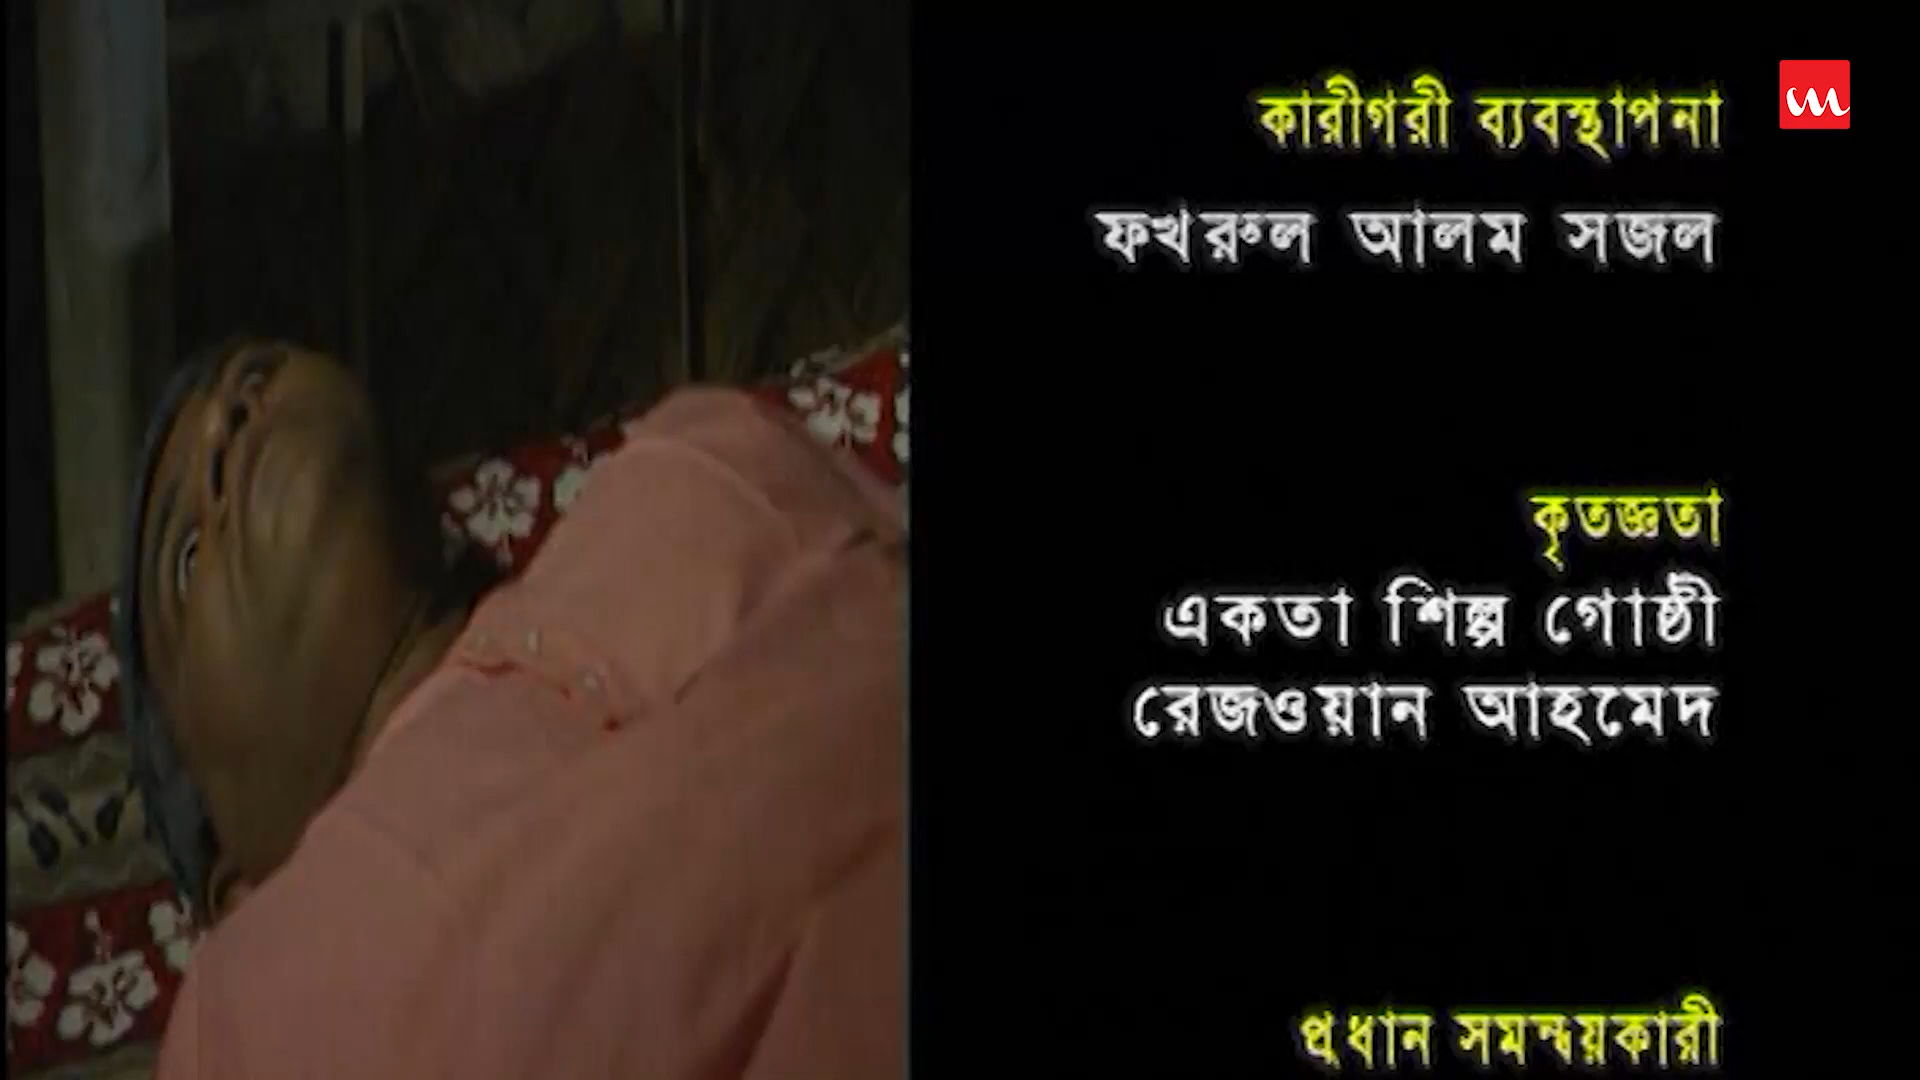 কারীগরী ব্যবস্থাপনা
ফখরুল আলম সজল
কৃতজ্ঞতা
একতা শিল্প গোষ্ঠী
রেজওয়ান আহমেদ
প্রধান সমন্বয়কারী